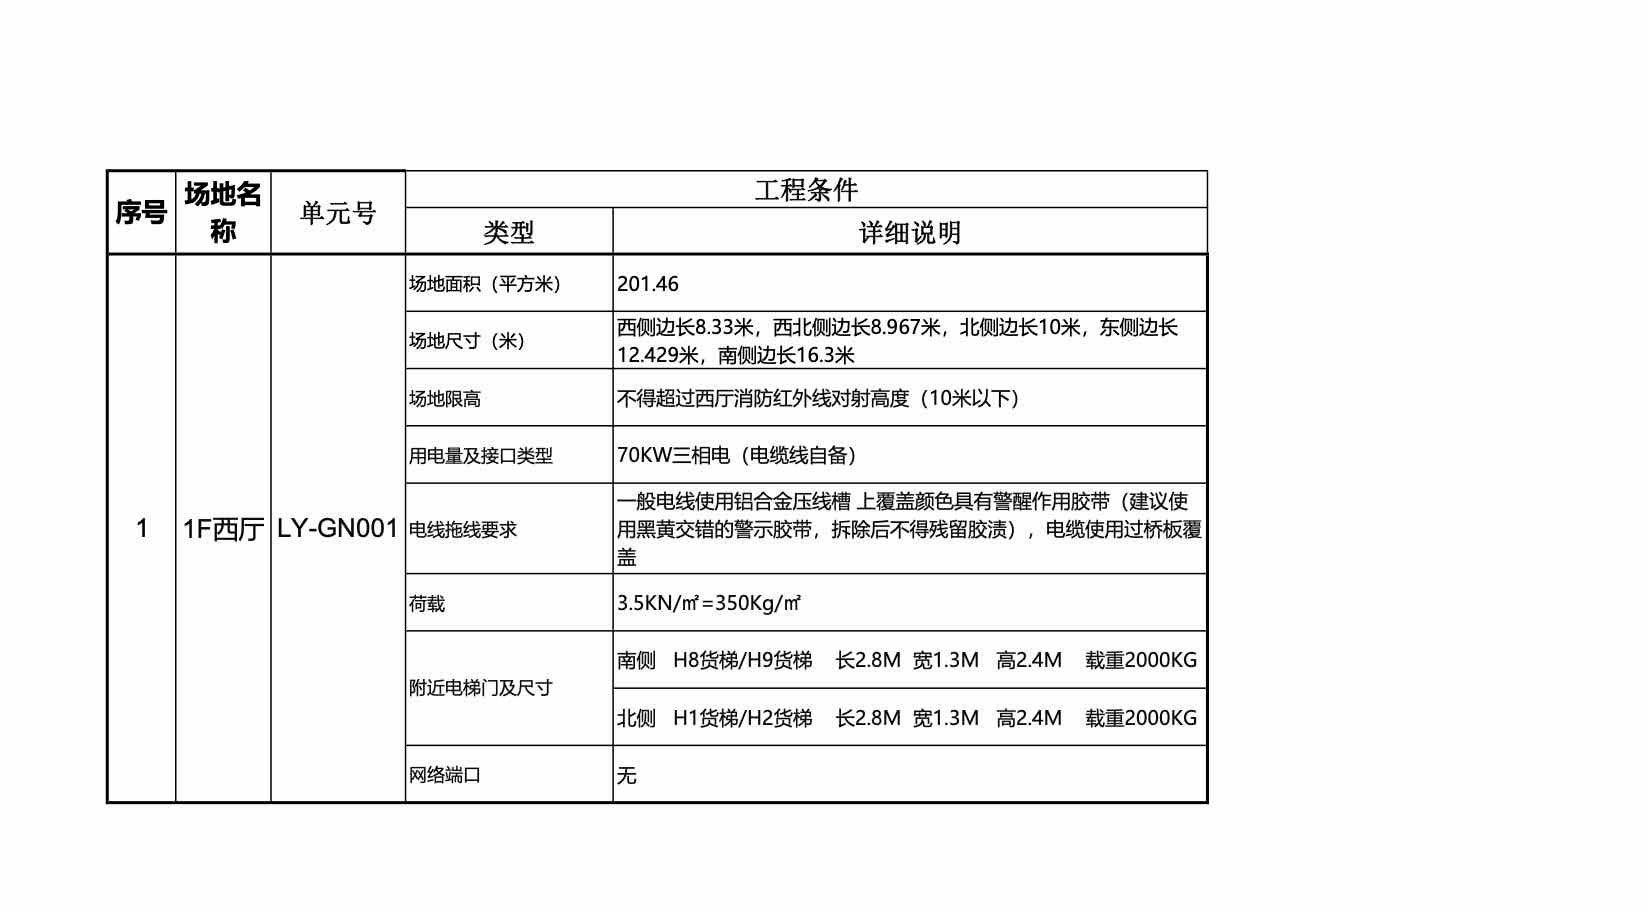 序号
场地名
称
单元号
工程条件
类型
详细说明
1
1F西厅
LY-GN001
场地面积（平方米）
201.46
场地尺寸（米）
西侧边长8.33米，西北侧边长8.967米，北侧边长10米，东侧边长
12.429米，南侧边长16.3米
场地限高
不得超过西厅消防红外线对射高度（10米以下）
用电量及接口类型
70KW三相电（电缆线自备）
电线拖线要求
一般电线使用铝合金压线槽 上覆盖颜色具有警醒作用胶带（建议使
用黑黄交错的警示胶带，拆除后不得残留胶渍），电缆使用过桥板覆
盖
荷载
3.5KN/㎡=350Kg/㎡
附近电梯门及尺寸
南侧 H8货梯/H9货梯 长2.8M 宽1.3M 高2.4M 载重2000KG
北侧 H1货梯/H2货梯 长2.8M 宽1.3M 高2.4M 载重2000KG
网络端口
无